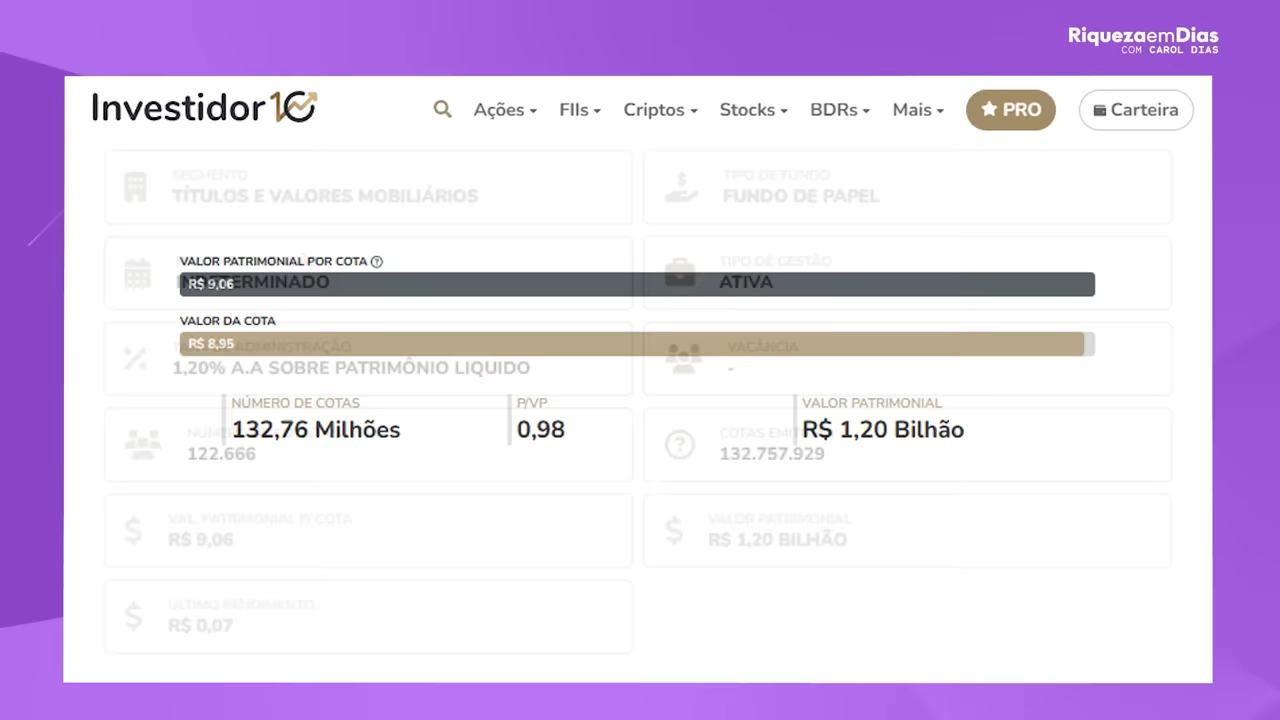 RiquezaemDias
COM CAROL DIAS
Investidor10
Ações
FIIs
Criptos
Stocks
BDRs
Mais
PRO
Carteira
SEGMENTO
TÍTULOS E VALORES MOBILIÁRIOS
TIPO DE FUNDO
FUNDO DE PAPEL
VALOR PATRIMONIAL POR COTA
R$ 9,06
INDETERMINADO
TIPO DE GESTÃO
ATIVA
VALOR DA COTA
R$ 8,95
ADMINISTRAÇÃO
1,20% A.A SOBRE PATRIMÔNIO LIQUIDO
VACÂNCIA
-
NÚMERO DE COTAS
132,76 Milhões
P/VP
0,98
VALOR PATRIMONIAL
R$ 1,20 Bilhão
122.666
COTAS EMI
132.757.929
VAL. PATRIMONIAL P/ COTA
R$ 9,06
VALOR PATRIMONIAL
R$ 1,20 BILHÃO
ÚLTIMO RENDIMENTO
R$ 0,07